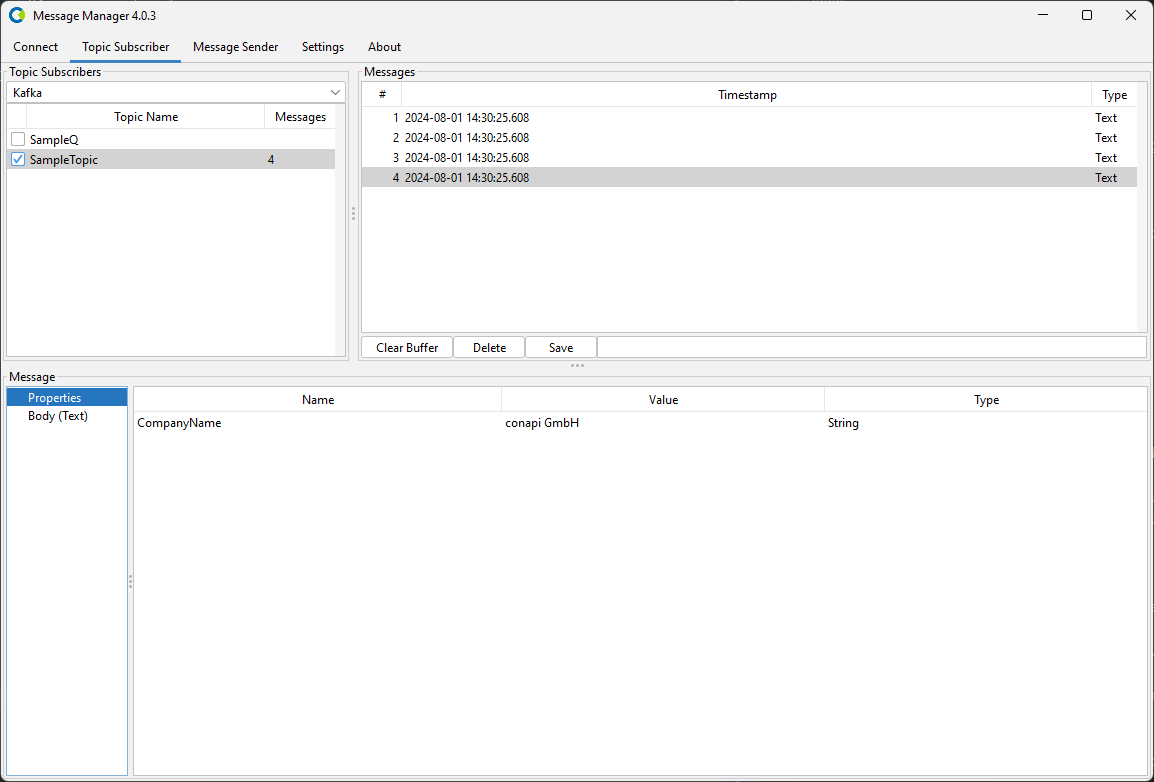 Message Manager 4.0.3
Connect Topic Subscriber Message Sender Settings About
Topic Subscribers
Kafka
Topic Name Messages
SampleQ
SampleTopic 4
Messages
# Timestamp Type
1 2024-08-01 14:30:25.608 Text
2 2024-08-01 14:30:25.608 Text
3 2024-08-01 14:30:25.608 Text
4 2024-08-01 14:30:25.608 Text
Clear Buffer Delete Save
Message
Properties
Body (Text)
Name Value Type
CompanyName conapi GmbH String